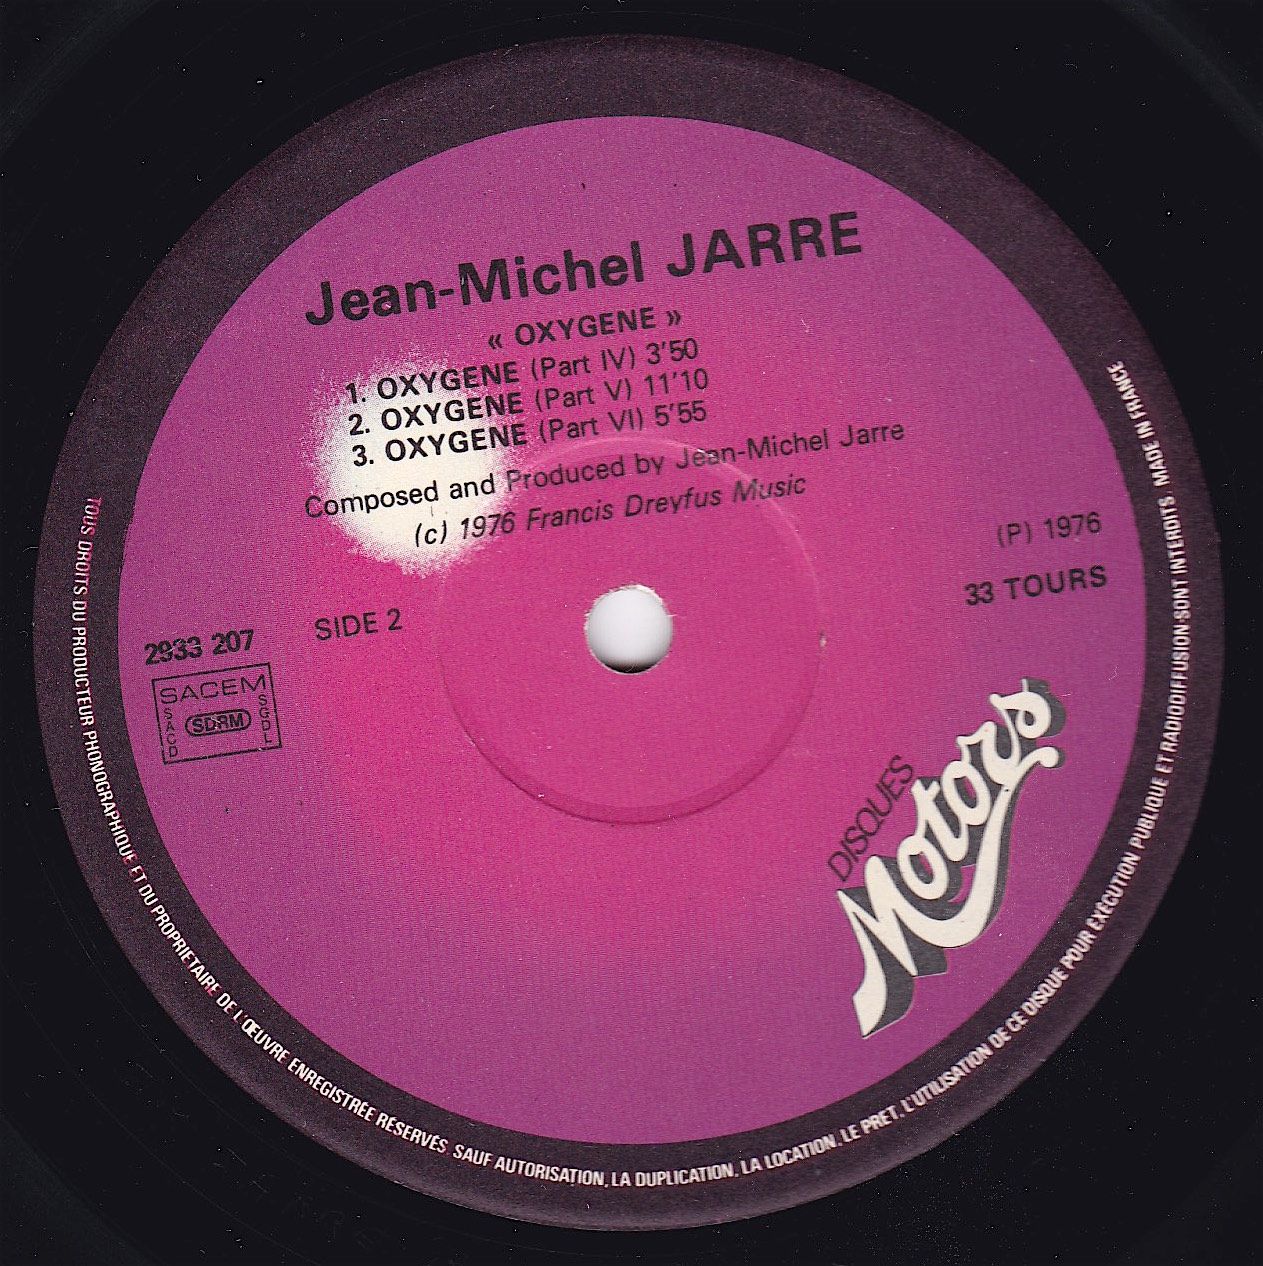 Jean-Michel JARRE
« OXYGENE »
1. OXYGENE (Part IV) 3'50
2. OXYGENE (Part V) 11'10
3. OXYGENE (Part VI) 5'55
Composed and Produced by Jean-Michel Jarre
(c) 1976 Francis Dreyfus Music
(P) 1976
33 TOURS
SIDE 2
2933 207
SACEM
SACD
SDRM
SGDL
DISQUES
Motors
TOUS DROITS DU PRODUCTEUR PHONOGRAPHIQUE ET DU PROPRIETAIRE DE L'ŒUVRE ENREGISTRÉE RÉSERVÉS SAUF AUTORISATION, LA DUPLICATION, LA LOCATION, LE PRET, L'UTILISATION DE CE DISQUE POUR EXÉCUTION PUBLIQUE ET RADIODIFFUSION SONT INTERDITS MADE IN FRANCE